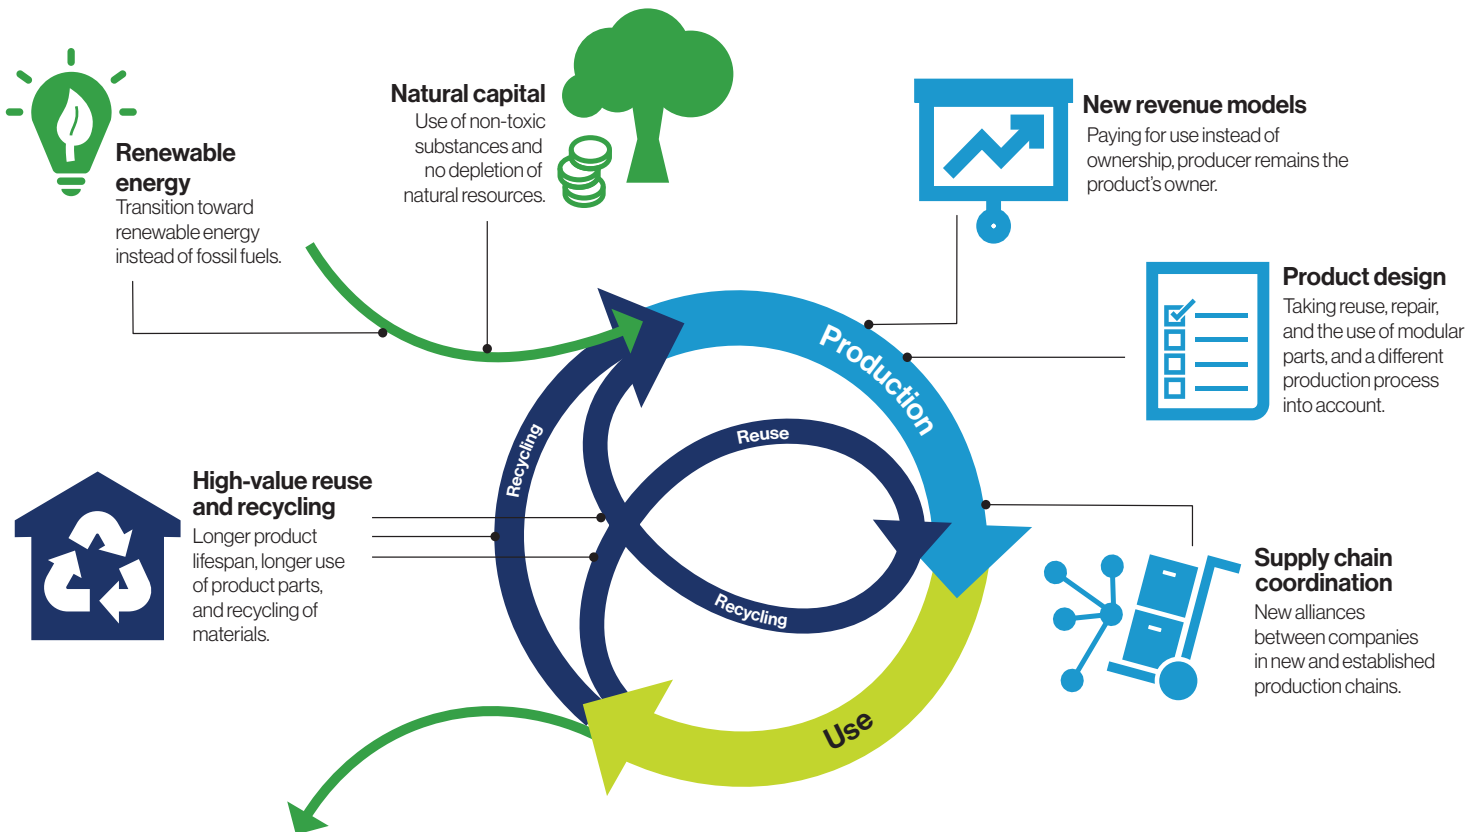 Renewable
energy
Transition toward
renewable energy
instead of fossil fuels.
Natural capital
Use of non-toxic
substances and
no depletion of
natural resources.
New revenue models
Paying for use instead of
ownership, producer remains the
product's owner.
Product design
Taking reuse, repair,
and the use of modular
parts, and a different
production process
into account.
Production
Reuse
Recycling
Recycling
Use
High-value reuse
and recycling
Longer product
lifespan, longer use
of product parts,
and recycling of
materials.
Supply chain
coordination
New alliances
between companies
in new and established
production chains.